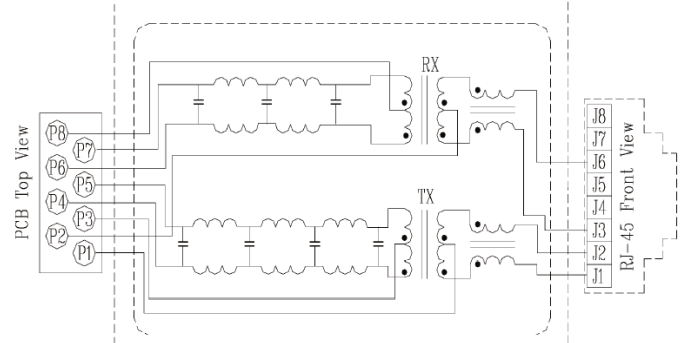 RX
TX
PCB Top View
P8
P7
P6
P5
P4
P3
P2
P1
J8
J7
J6
J5
J4
J3
J2
J1
RJ-45 Front View